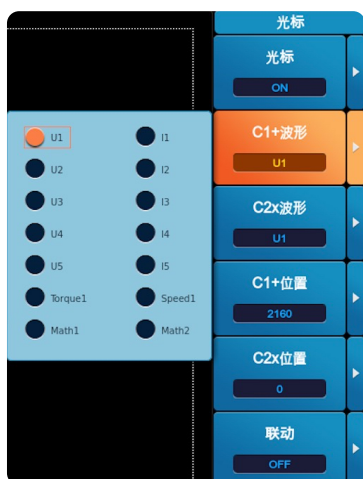 光标
光标
ON
C1+波形
U1
C2x波形
U1
C1+位置
2160
C2x位置
0
联动
OFF
U1 I1
U2 I2
U3 I3
U4 I4
U5 I5
Torque1 Speed1
Math1 Math2